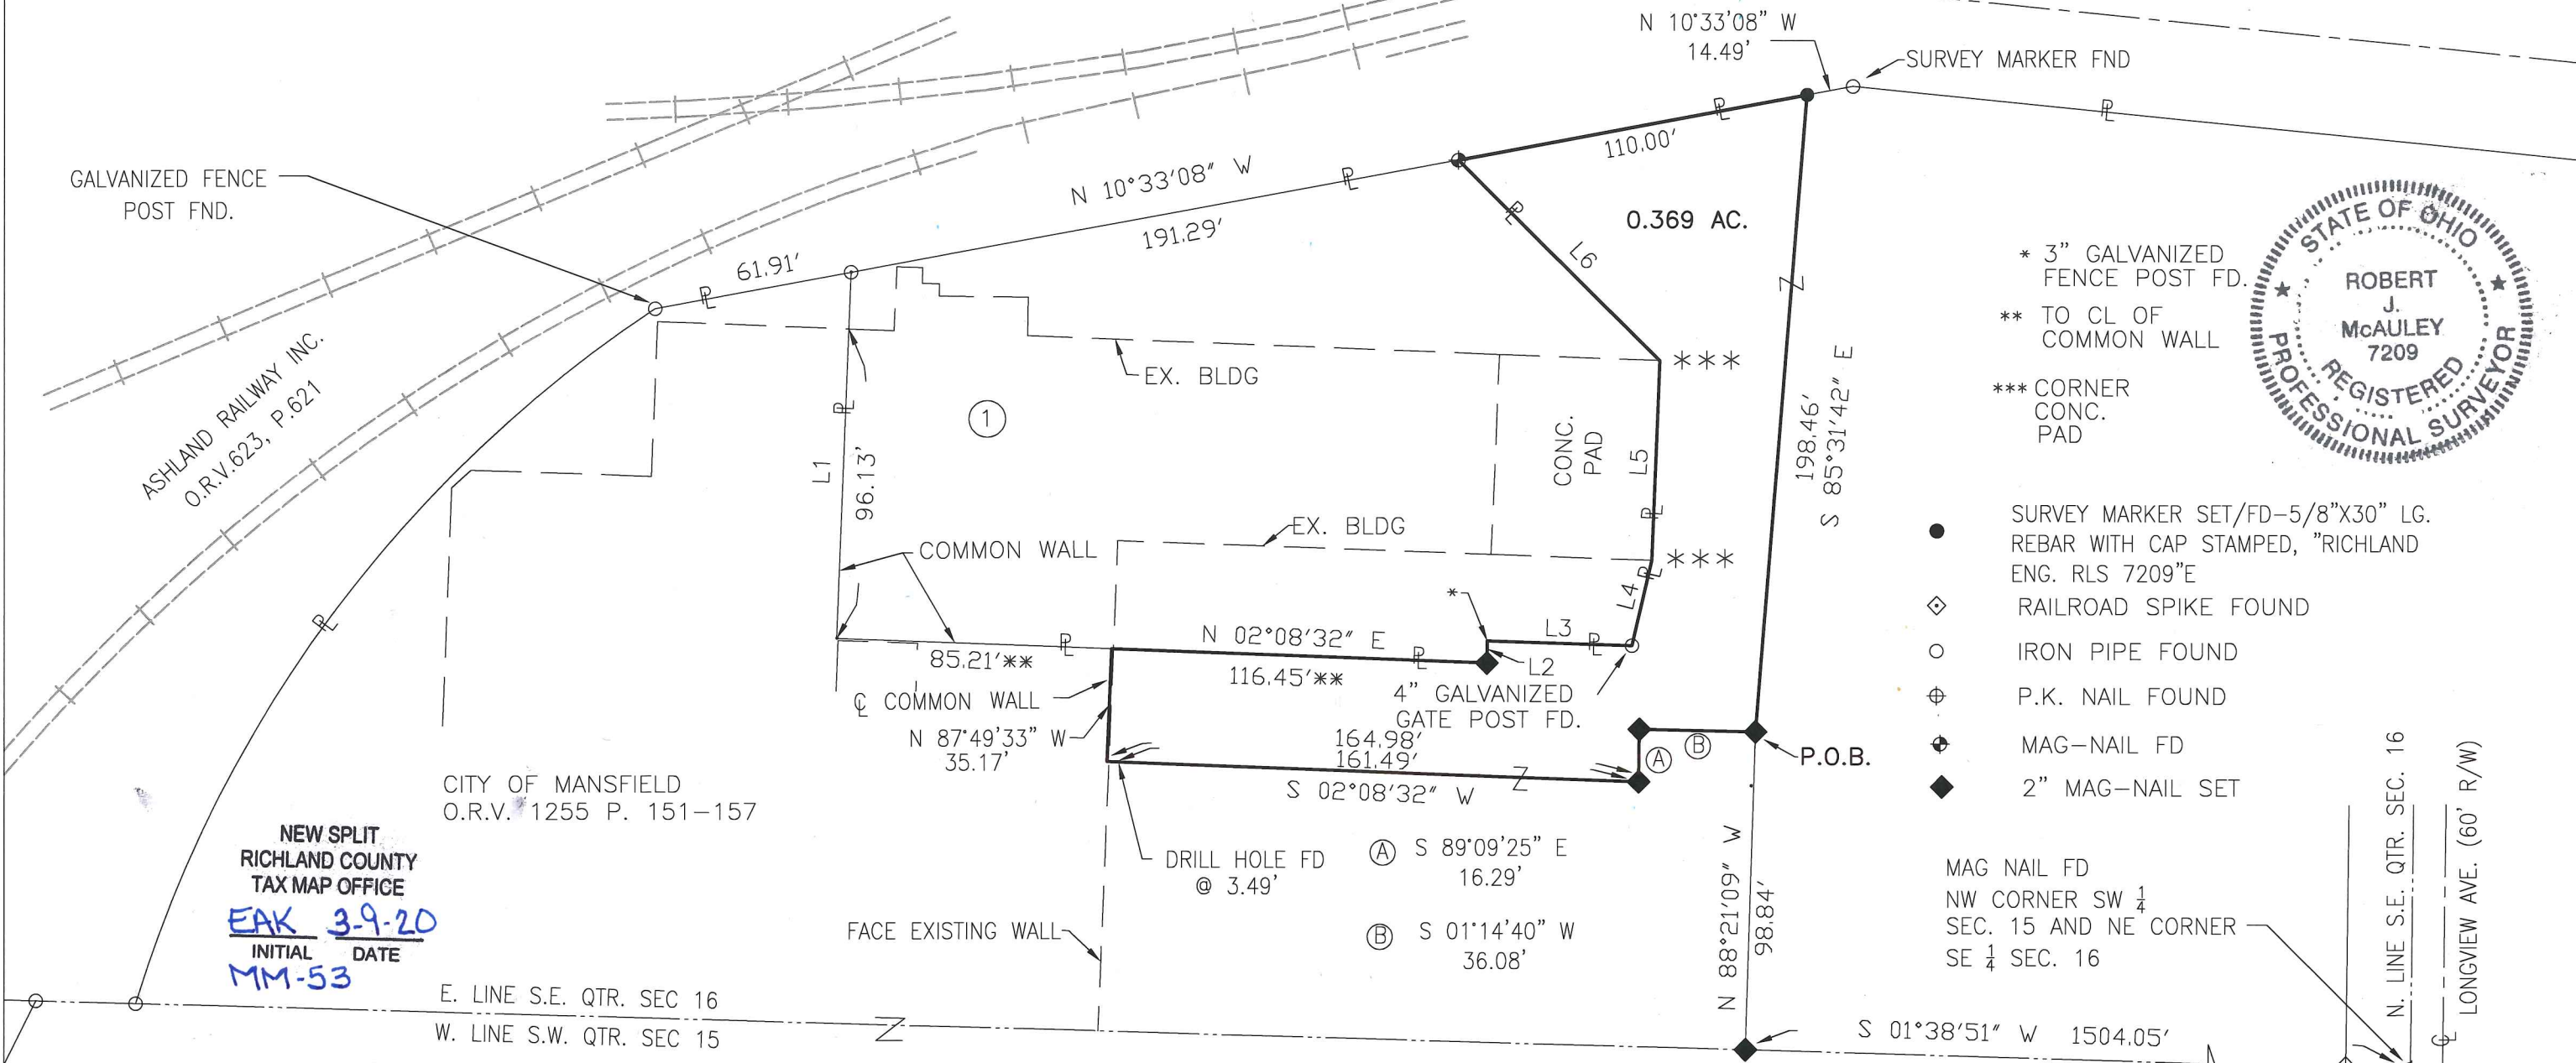 N 10°33'08" W
14.49'
SURVEY MARKER FND
GALVANIZED FENCE
POST FND.
N 10°33'08" W
191.29'
61.91'
110.00'
0.369 AC.
L6
ASHLAND RAILWAY INC.
O.R.V.623, P.621
EX. BLDG
1
L1
96.13'
CONC.
PAD
L5
***
EX. BLDG
***
COMMON WALL
L4
*
L3
L2
N 02°08'32" E
85.21'**
116.45'**
4" GALVANIZED
GATE POST FD.
℄ COMMON WALL
N 87°49'33" W
35.17'
164.98'
161.49'
S 02°08'32" W
A
B
P.O.B.
198.46'
S 85°31'42" E
* 3" GALVANIZED
FENCE POST FD.
** TO CL OF
COMMON WALL
*** CORNER
CONC.
PAD
STATE OF OHIO
ROBERT
J.
McAULEY
7209
REGISTERED
PROFESSIONAL SURVEYOR
SURVEY MARKER SET/FD-5/8"X30" LG.
REBAR WITH CAP STAMPED, "RICHLAND
ENG. RLS 7209"E
RAILROAD SPIKE FOUND
IRON PIPE FOUND
P.K. NAIL FOUND
MAG-NAIL FD
2" MAG-NAIL SET
CITY OF MANSFIELD
O.R.V. 1255 P. 151-157
NEW SPLIT
RICHLAND COUNTY
TAX MAP OFFICE
EAK 3-9-20
INITIAL DATE
MM-53
DRILL HOLE FD
@ 3.49'
A S 89°09'25" E
16.29'
B S 01°14'40" W
36.08'
FACE EXISTING WALL
N 88°21'09" W
98.84'
MAG NAIL FD
NW CORNER SW 1/4
SEC. 15 AND NE CORNER
SE 1/4 SEC. 16
N. LINE S.E. QTR. SEC. 16
℄ LONGVIEW AVE. (60' R/W)
E. LINE S.E. QTR. SEC 16
W. LINE S.W. QTR. SEC 15
S 01°38'51" W 1504.05'